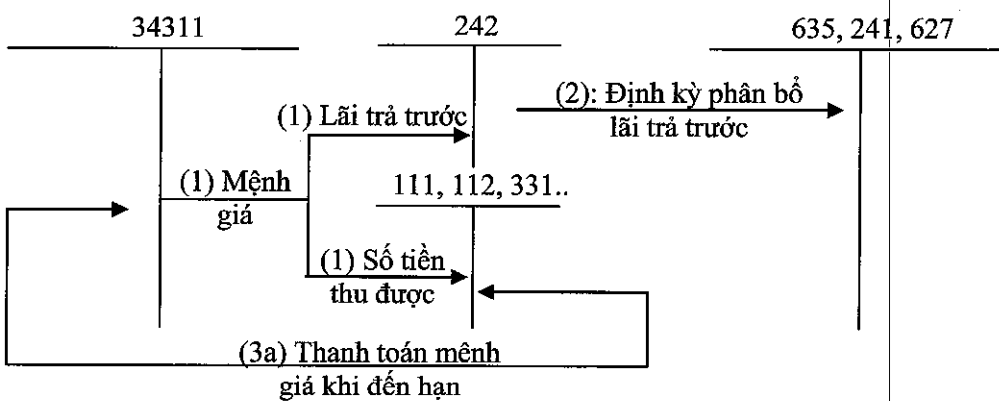 34311
242
635, 241, 627
(2): Định kỳ phân bổ
lãi trả trước
(1) Lãi trả trước
(1) Mệnh
giá
111, 112, 331..
(1) Số tiền
thu được
(3a) Thanh toán mênh
giá khi đến hạn